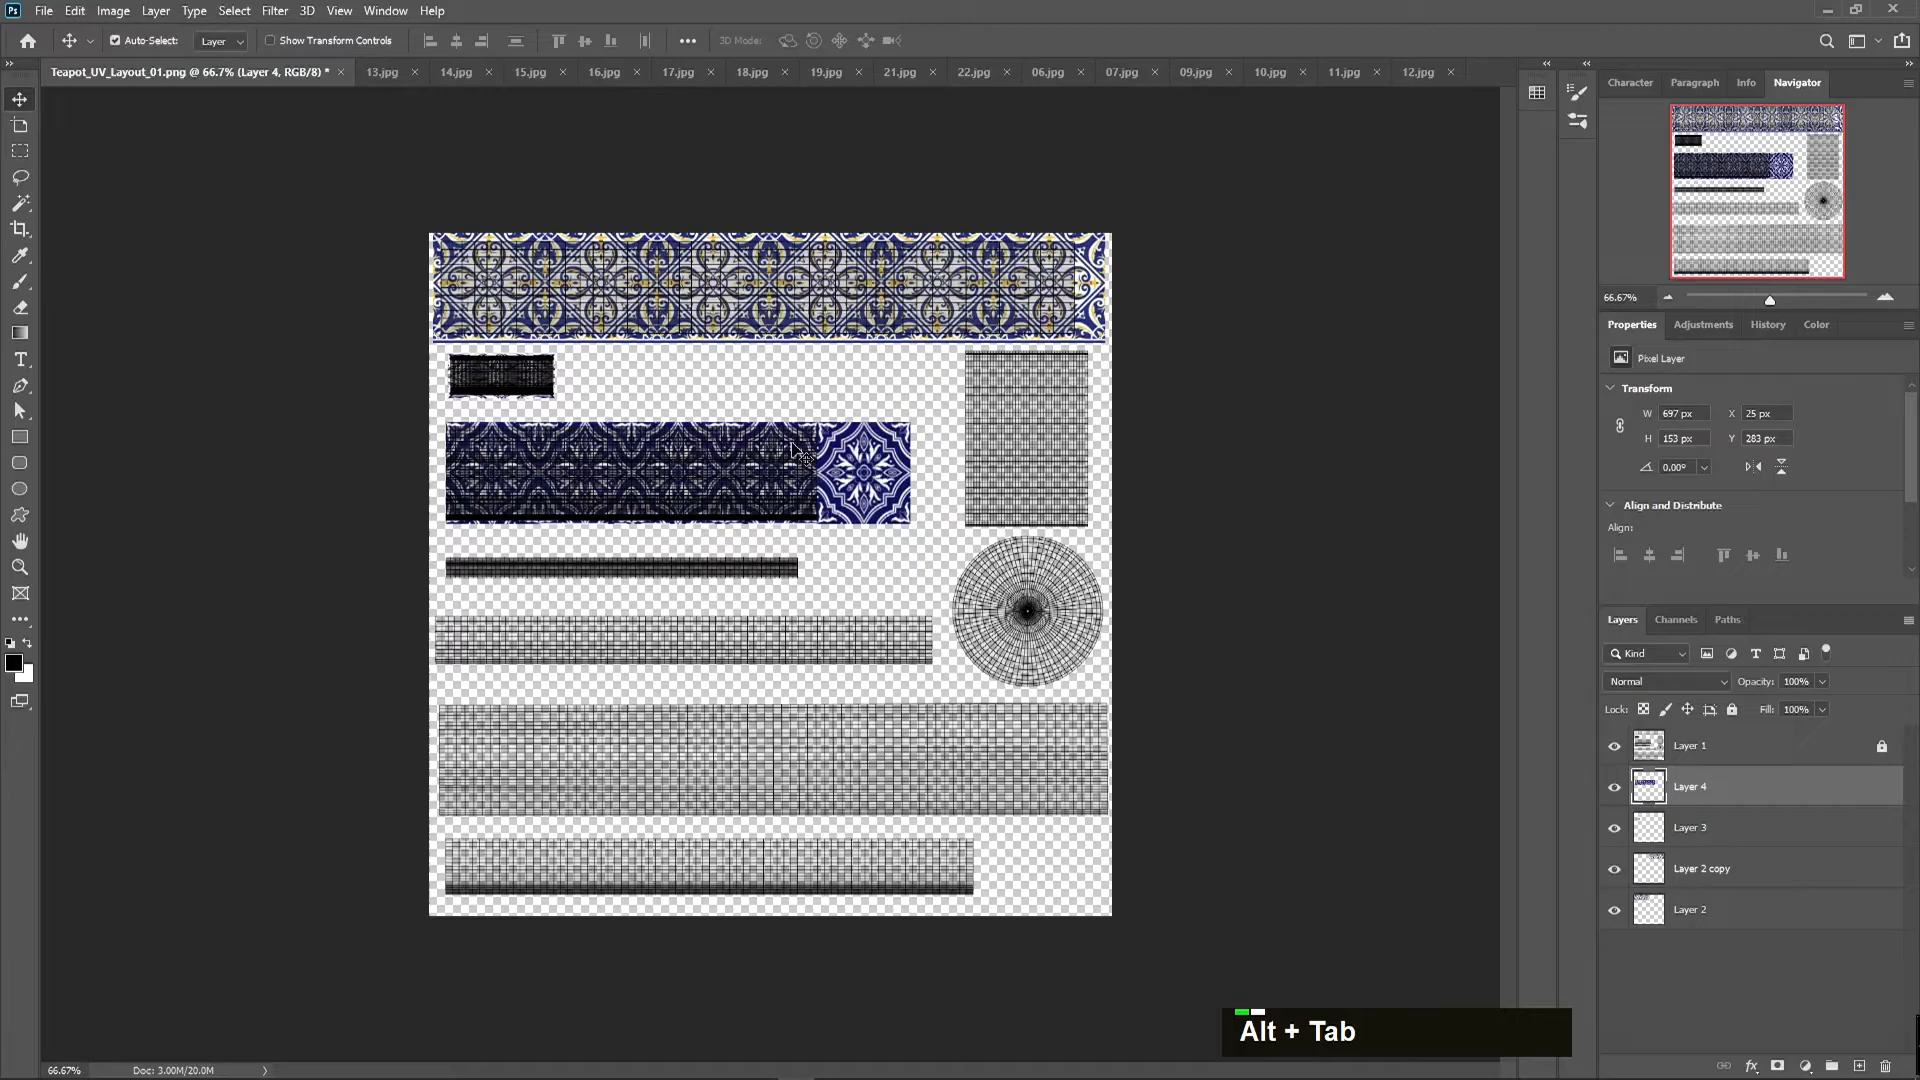 Ps File Edit Image Layer Type Select Filter 3D View Window Help
Auto-Select: Layer Show Transform Controls 3D Mode:
Teapot_UV_Layout_01.png @ 66.7% (Layer 4, RGB/8) * 13.jpg 14.jpg 15.jpg 16.jpg 17.jpg 18.jpg 19.jpg 21.jpg 22.jpg 06.jpg 07.jpg 09.jpg 10.jpg 11.jpg 12.jpg
Character Paragraph Info Navigator
66.67%
Properties Adjustments History Color
Pixel Layer
Transform
W 697 px X 25 px
H 153 px Y 283 px
0.00°
Align and Distribute
Align:
Layers Channels Paths
Kind
Normal Opacity: 100%
Lock: Fill: 100%
Layer 1
Layer 4
Layer 3
Layer 2 copy
Layer 2
Alt + Tab
66.67% Doc: 3.00M/20.0M